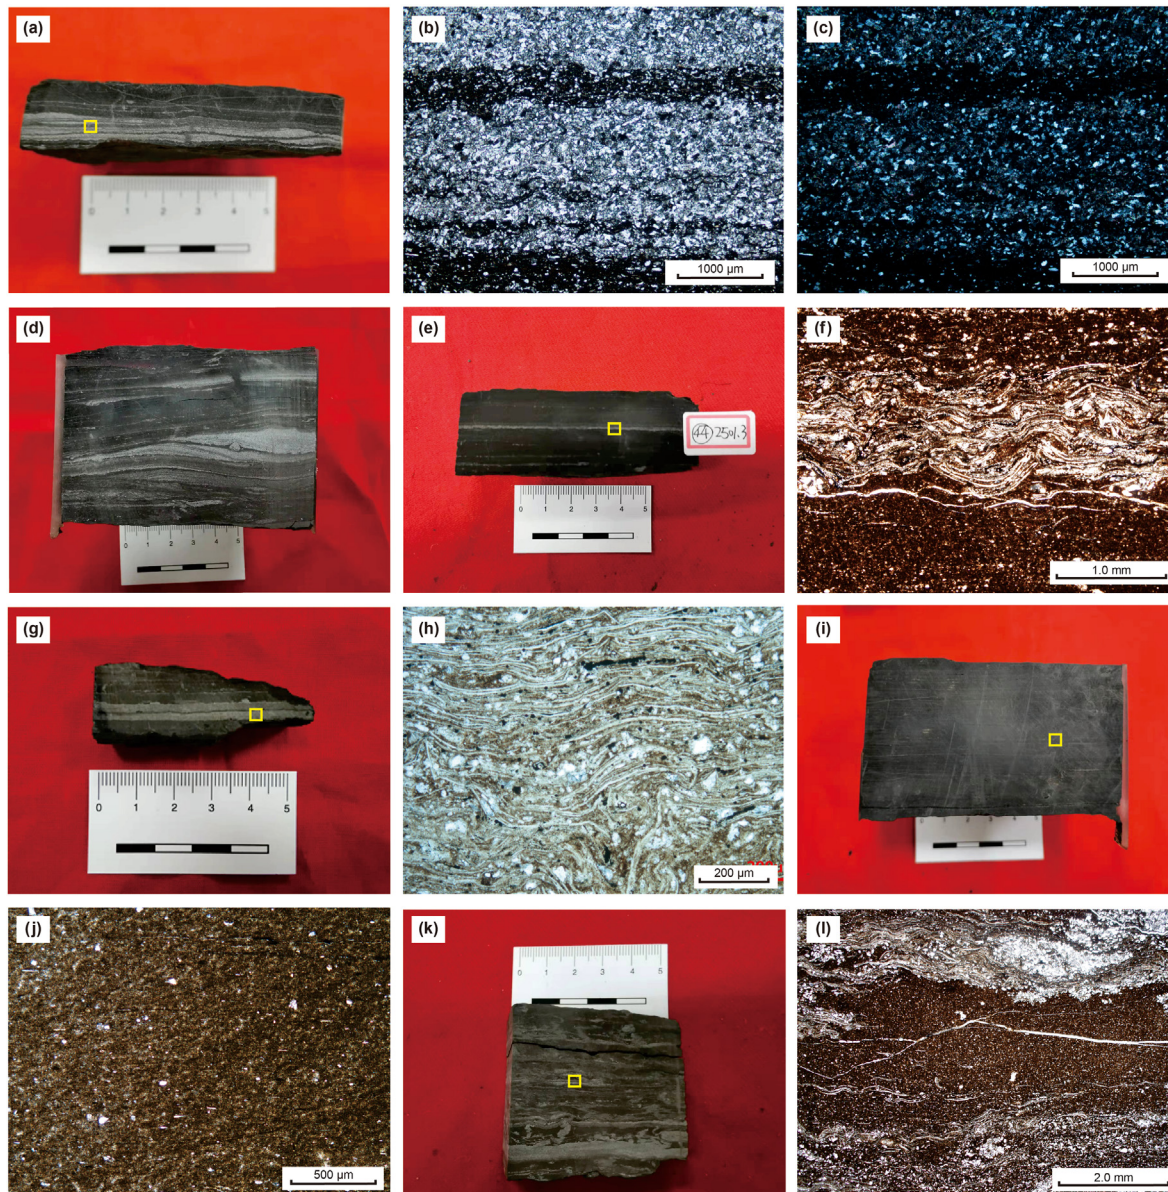 (a)
0 1 2 3 4 5
(b)
1000 µm
(c)
1000 µm
(d)
0 1 2 3 4 5
(e)
44 2501.3
0 1 2 3 4 5
(f)
1.0 mm
(g)
0 1 2 3 4 5
(h)
200 µm
(i)
(j)
500 µm
(k)
0 1 2 3 4 5
(l)
2.0 mm